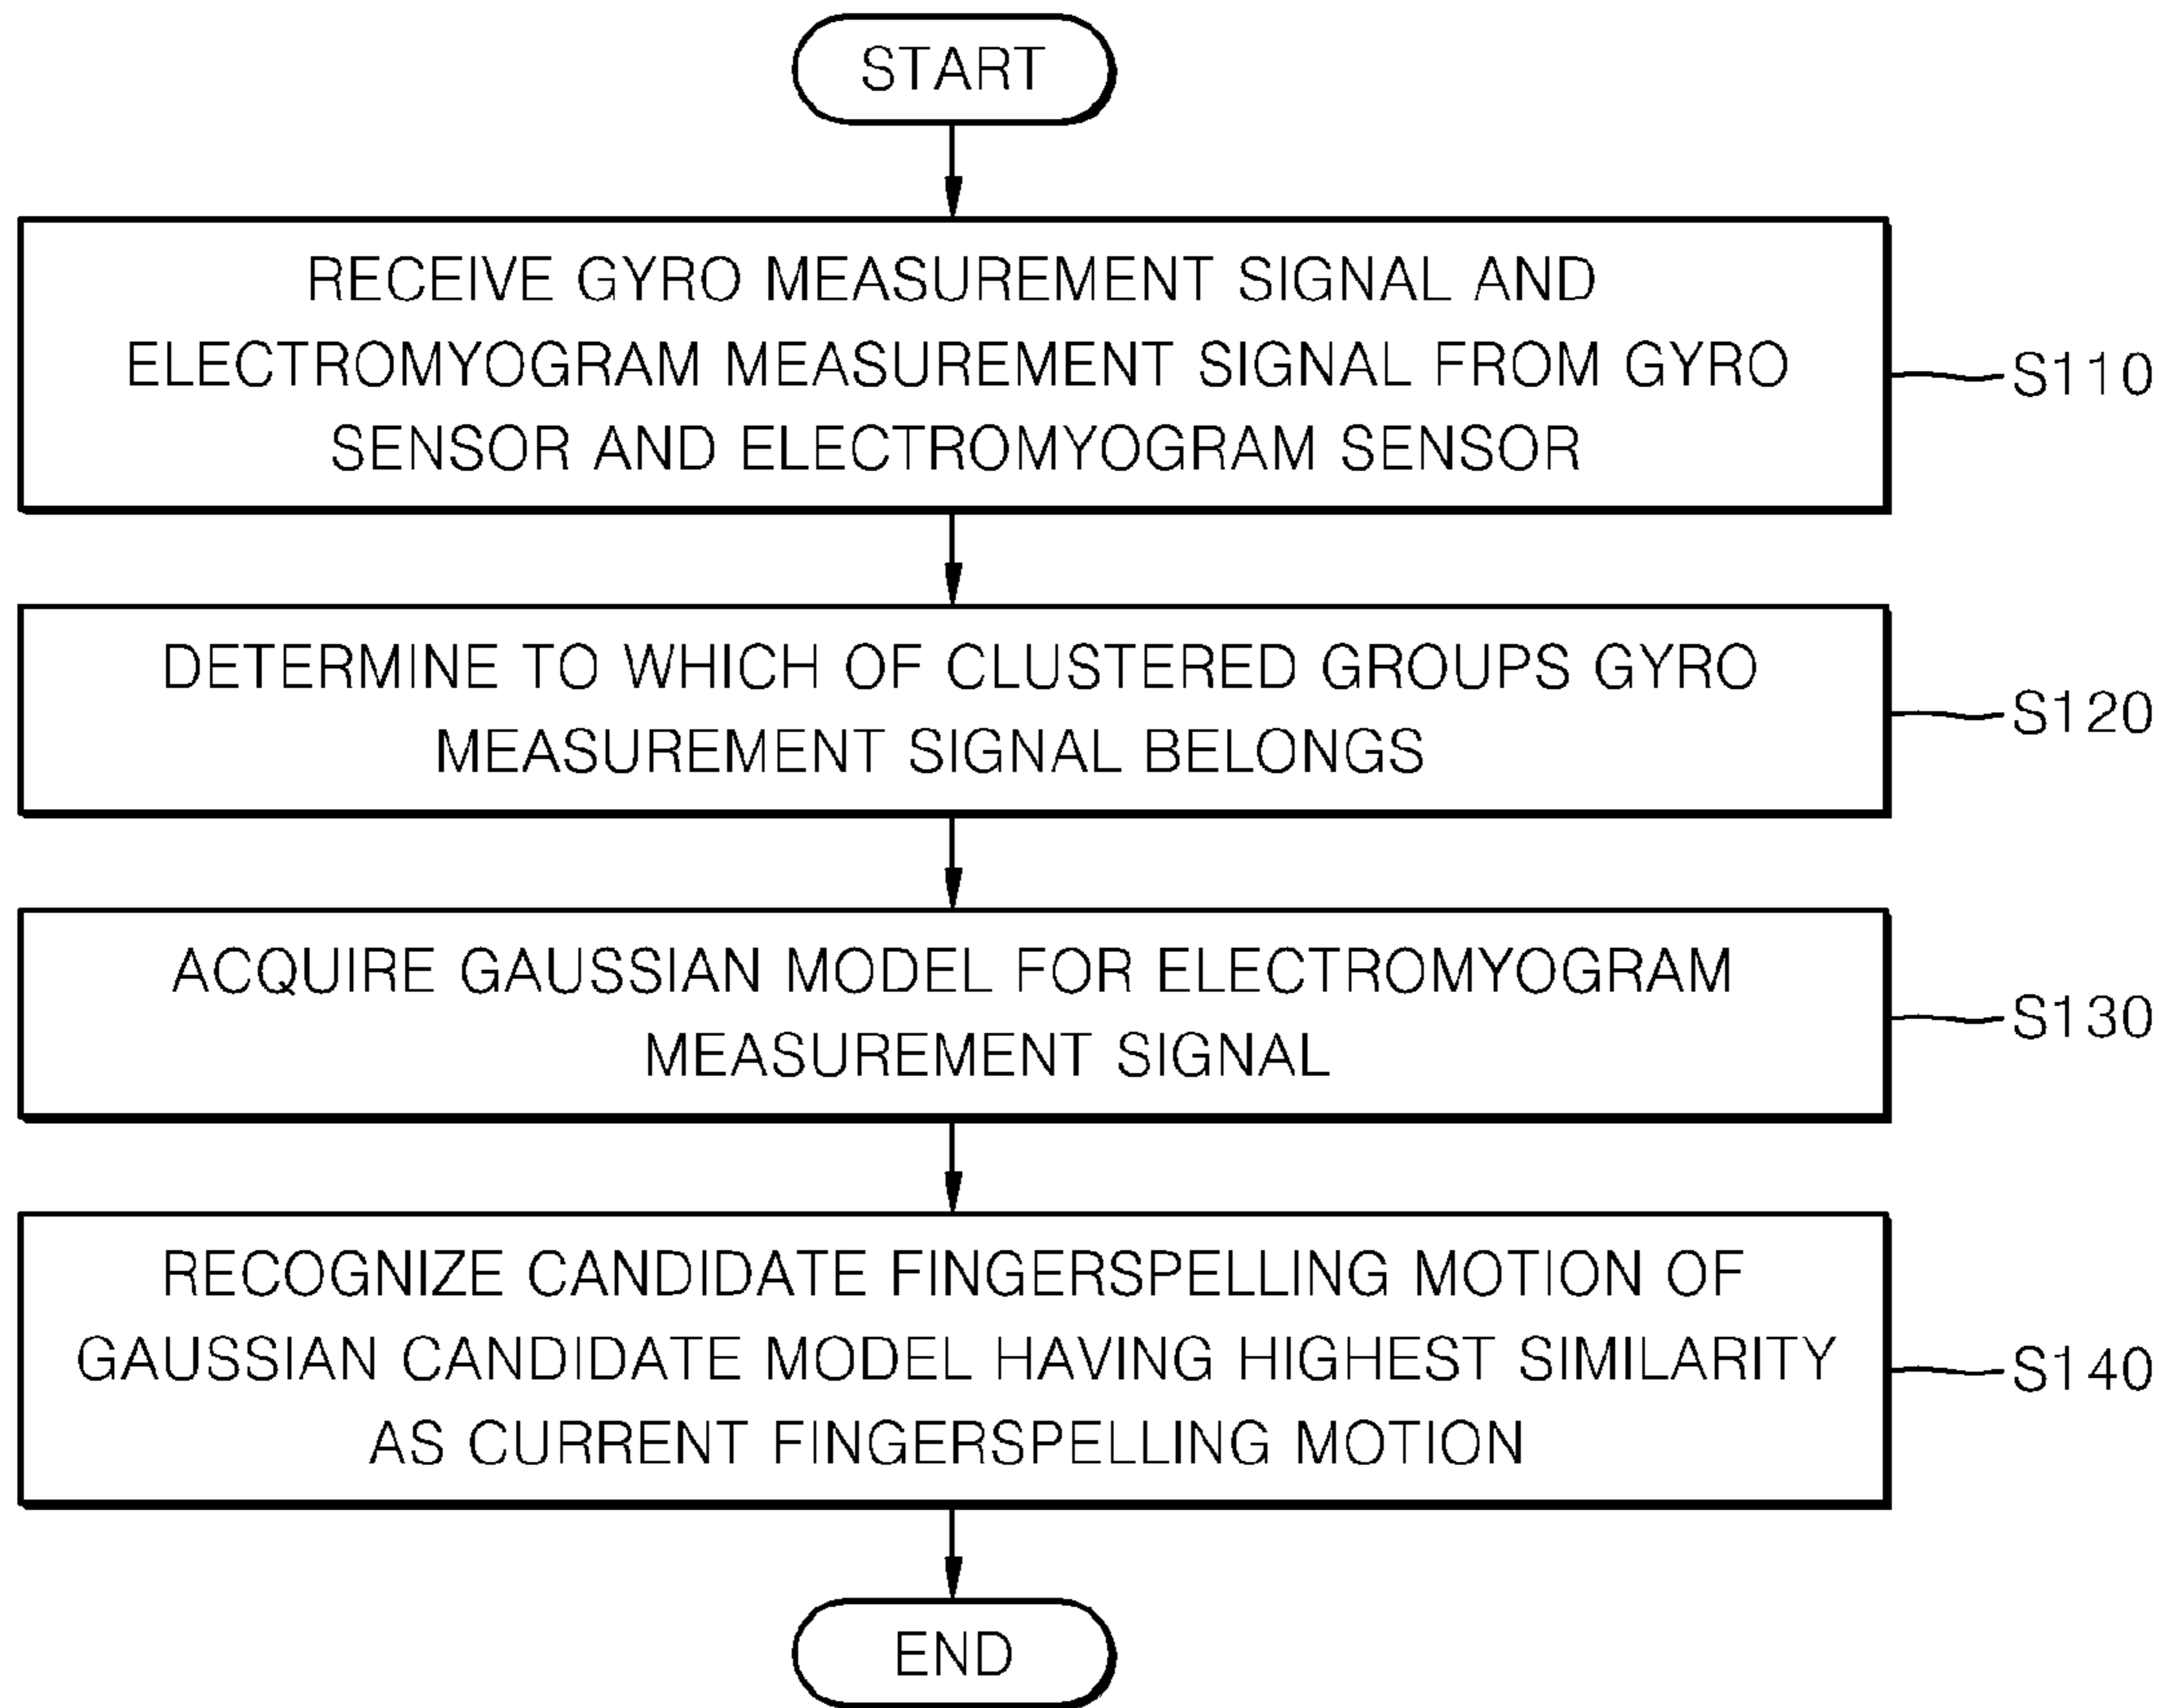 START
RECEIVE GYRO MEASUREMENT SIGNAL AND
ELECTROMYOGRAM MEASUREMENT SIGNAL FROM GYRO
SENSOR AND ELECTROMYOGRAM SENSOR
S110
DETERMINE TO WHICH OF CLUSTERED GROUPS GYRO
MEASUREMENT SIGNAL BELONGS
S120
ACQUIRE GAUSSIAN MODEL FOR ELECTROMYOGRAM
MEASUREMENT SIGNAL
S130
RECOGNIZE CANDIDATE FINGERSPELLING MOTION OF
GAUSSIAN CANDIDATE MODEL HAVING HIGHEST SIMILARITY
AS CURRENT FINGERSPELLING MOTION
S140
END